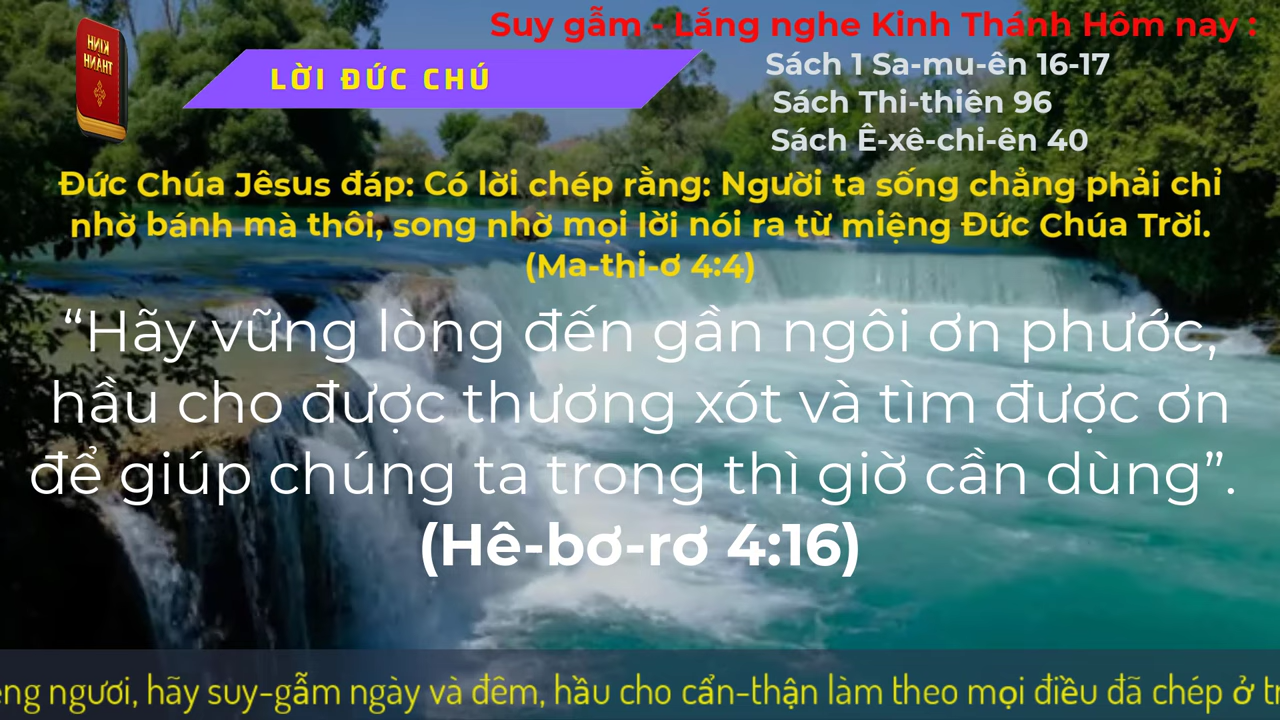 Suy gẫm - Lắng nghe Kinh Thánh Hôm nay :
KINH
THÁNH
LỜI ĐỨC CHÚ
Sách 1 Sa-mu-ên 16-17
Sách Thi-thiên 96
Sách Ê-xê-chi-ên 40
Đức Chúa Jêsus đáp: Có lời chép rằng: Người ta sống chẳng phải chỉ
nhờ bánh mà thôi, song nhờ mọi lời nói ra từ miệng Đức Chúa Trời.
(Ma-thi-ơ 4:4)
“Hãy vững lòng đến gần ngôi ơn phước,
hầu cho được thương xót và tìm được ơn
để giúp chúng ta trong thì giờ cần dùng”.
(Hê-bơ-rơ 4:16)
ngươi, hãy suy-gẫm ngày và đêm, hầu cho cẩn-thận làm theo mọi điều đã chép ở